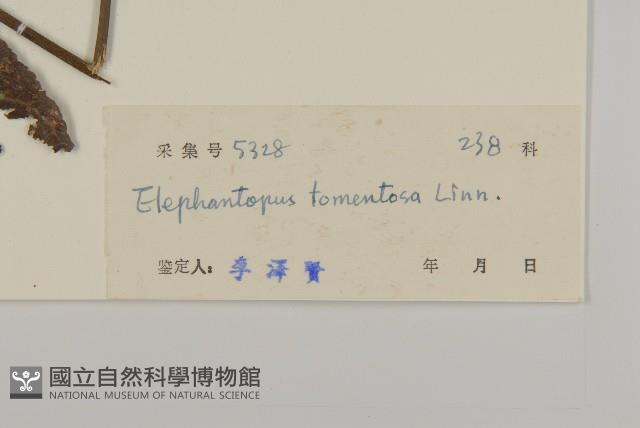 采集号 5328 238 科
Elephantopus tomentosa Linn.
鉴定人: 李泽賢 年 月 日
國立自然科學博物館
NATIONAL MUSEUM OF NATURAL SCIENCE